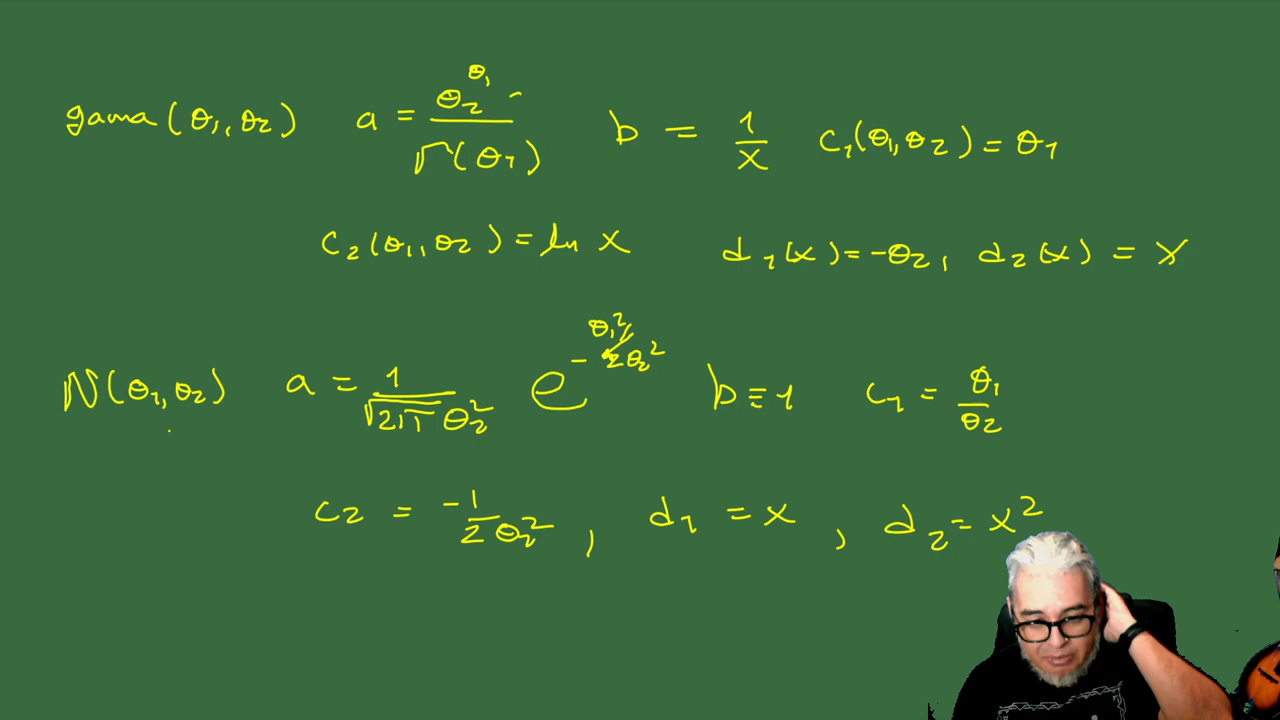 gama(θ₁,θ₂) a = θ₂^θ₁ / Γ(θ₁) b = 1/x c₁(θ₁,θ₂) = θ₁
c₂(θ₁,θ₂) = ln x d₁(x) = -θ₂, d₂(x) = x
N(θ₁,θ₂) a = 1/√2π θ₂² e^-θ₁²/2θ₂² b ≡ 1 c₁ = θ₁/θ₂
c₂ = -1/2θ₂², d₁ = x, d₂ = x²